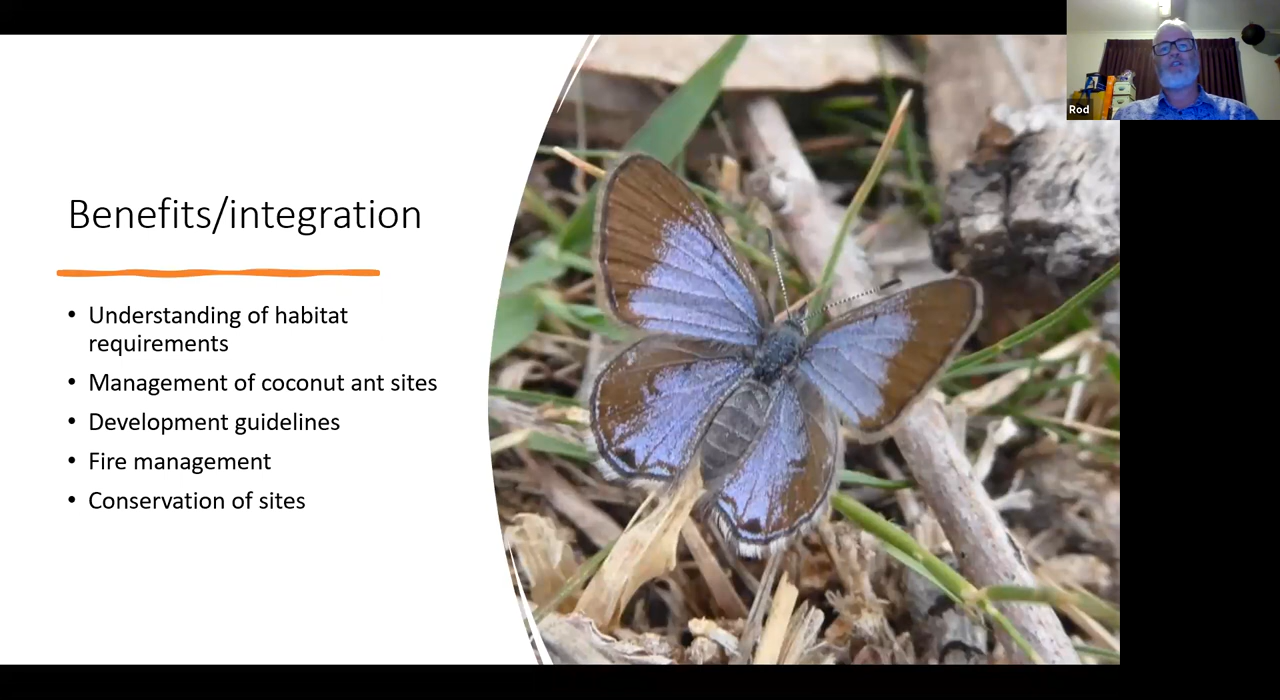 Rod
Benefits/integration
• Understanding of habitat
requirements
• Management of coconut ant sites
• Development guidelines
• Fire management
• Conservation of sites